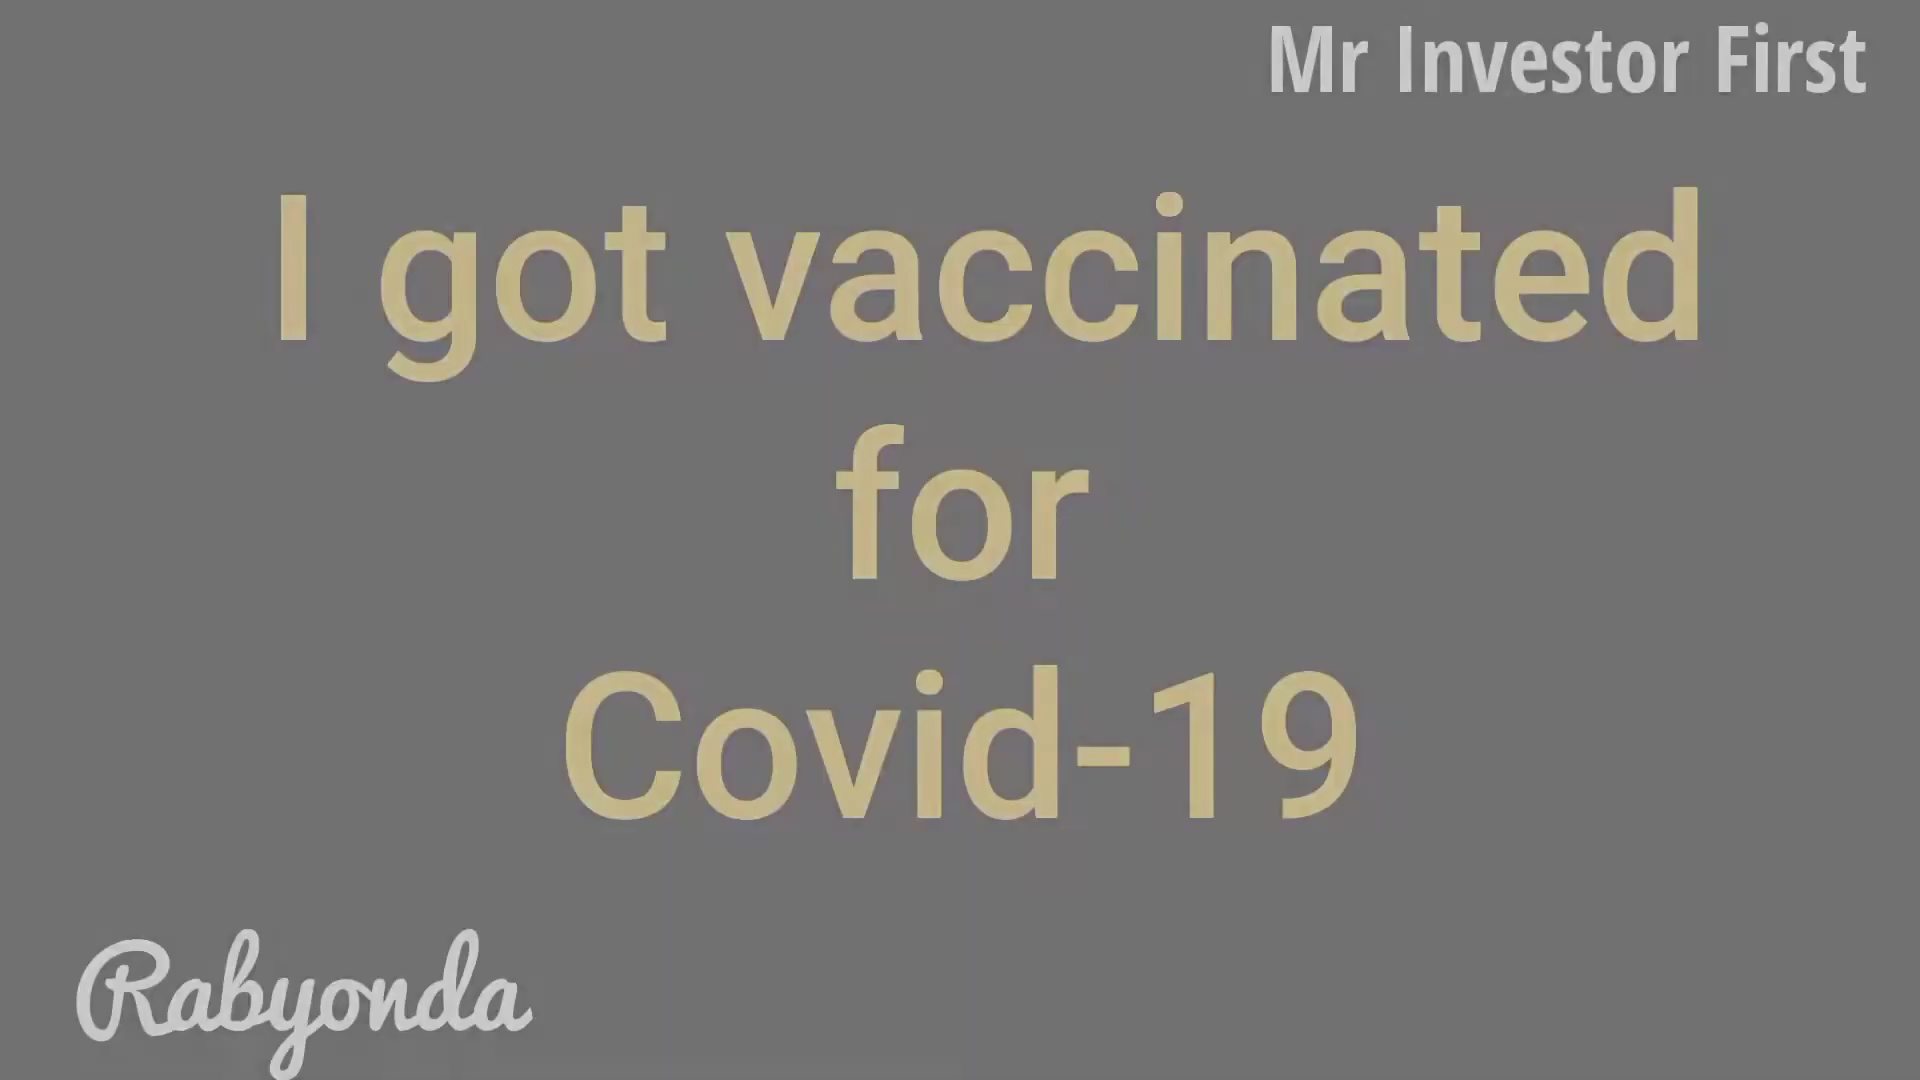 Mr Investor First
I got vaccinated
for
Covid-19
Rabyonda